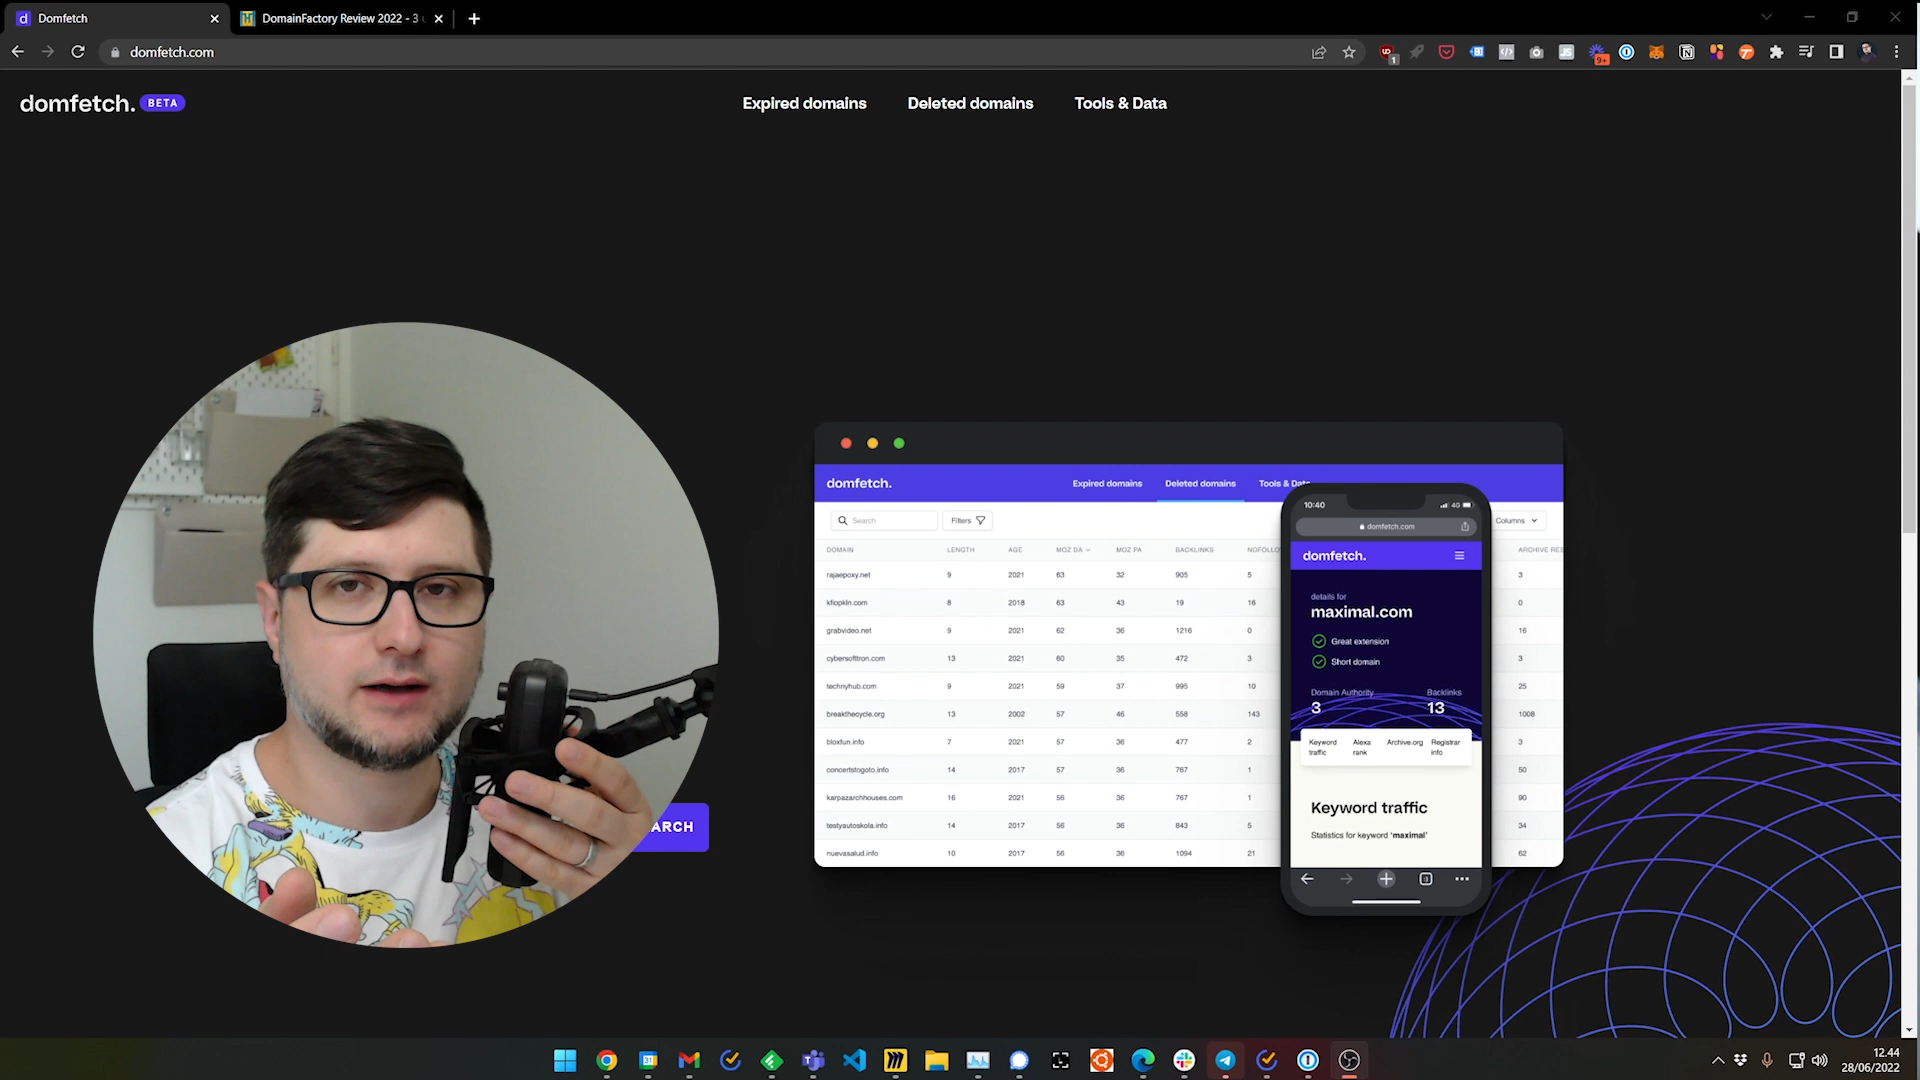 Domfetch
DomainFactory Review 2022 - 3
domfetch.com
1
9+
domfetch. BETA
Expired domains Deleted domains Tools & Data
ARCH
domfetch. Expired domains Deleted domains Tools & Data
Search Filters Columns
DOMAIN LENGTH AGE MOZ DA MOZ PA BACKLINKS NOFOLLO ARCHIVE RES
rajaepoxy.net 9 2021 63 32 905 5 3
kfiopkln.com 8 2018 63 43 19 16 0
grabvideo.net 9 2021 62 36 1216 0 16
cybersofttron.com 13 2021 60 35 472 3 3
technyhub.com 9 2021 59 37 995 10 25
breakthecycle.org 13 2002 57 46 558 143 1008
bloxfun.info 7 2021 57 36 477 2 3
concertstogoto.info 14 2017 57 36 767 1 50
karpazarchhouses.com 16 2021 56 36 767 1 90
testyautoskola.info 14 2017 56 36 843 5 34
nuevasalud.info 10 2017 56 36 1094 21 62
10:40 4G
domfetch.com
domfetch.
details for
maximal.com
Great extension
Short domain
Domain Authority Backlinks
3 13
Keyword traffic Alexa rank Archive.org Registrar info
Keyword traffic
Statistics for keyword 'maximal'
12.44
28/06/2022